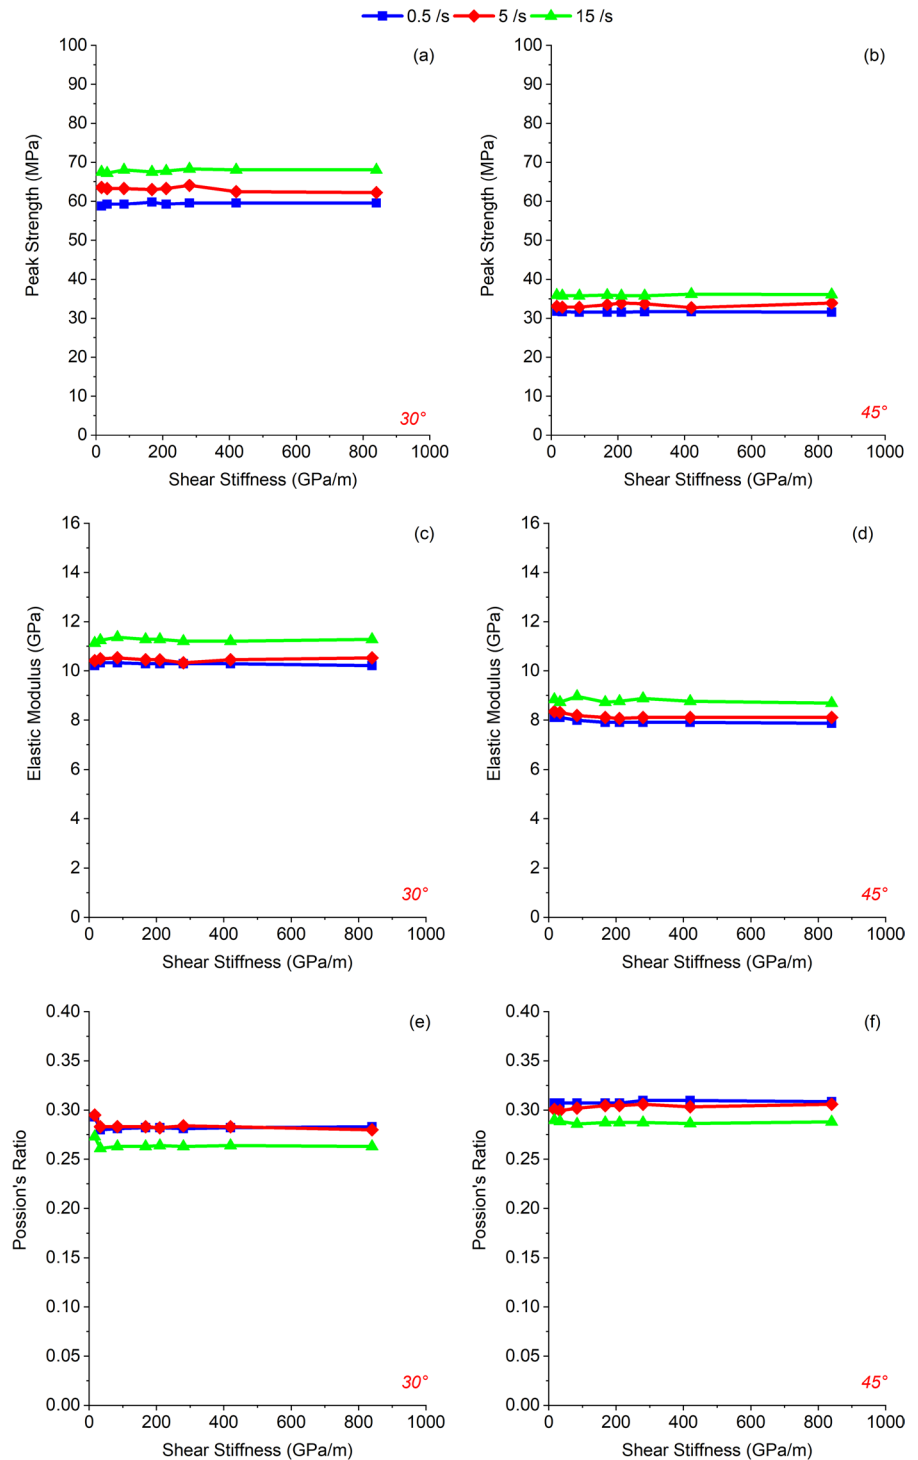 0.5 /s 5 /s 15 /s
(a)
100
90
80
70
60
50
40
30
20
10
0
Peak Strength (MPa)
30°
0 200 400 600 800 1000
Shear Stiffness (GPa/m)
(b)
100
90
80
70
60
50
40
30
20
10
0
Peak Strength (MPa)
45°
0 200 400 600 800 1000
Shear Stiffness (GPa/m)
(c)
16
14
12
10
8
6
4
2
0
Elastic Modulus (GPa)
30°
0 200 400 600 800 1000
Shear Stiffness (GPa/m)
(d)
16
14
12
10
8
6
4
2
0
Elastic Modulus (GPa)
45°
0 200 400 600 800 1000
Shear Stiffness (GPa/m)
(e)
0.40
0.35
0.30
0.25
0.20
0.15
0.10
0.05
0.00
Possion's Ratio
30°
0 200 400 600 800 1000
Shear Stiffness (GPa/m)
(f)
0.40
0.35
0.30
0.25
0.20
0.15
0.10
0.05
0.00
Possion's Ratio
45°
0 200 400 600 800 1000
Shear Stiffness (GPa/m)